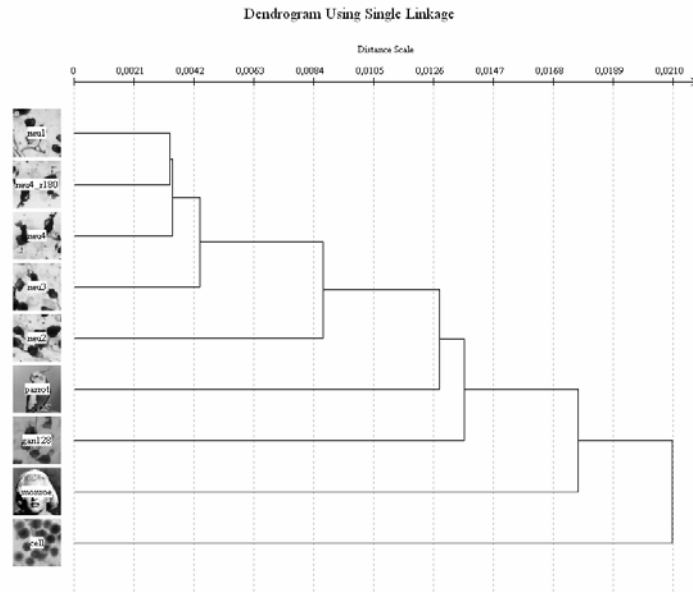 Dendrogram Using Single Linkage
Distance Scale
0 0,0021 0,0042 0,0063 0,0084 0,0105 0,0126 0,0147 0,0168 0,0189 0,0210
neu1
neu4_r180
neu4
neu3
neu2
parrot
gan128
cell